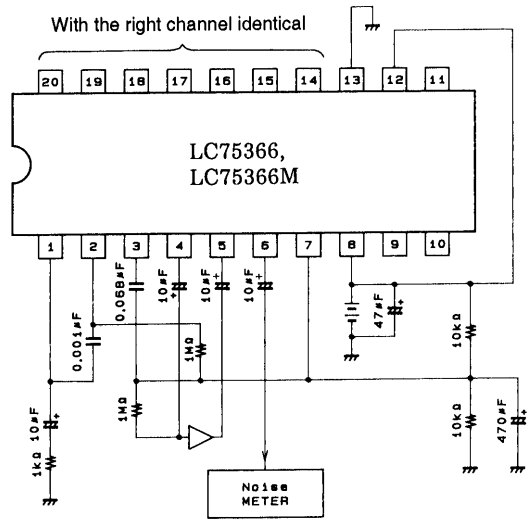 With the right channel identical
20 19 18 17 16 15 14 13 12 11
LC75366,
LC75366M
1 2 3 4 5 6 7 8 9 10
0.001µF
0.068µF
10µF
+
10µF
+
10µF
+
47µF
+
10kΩ
1MΩ
1MΩ
10µF
+
1kΩ
10kΩ
470µF
+
Noise
METER